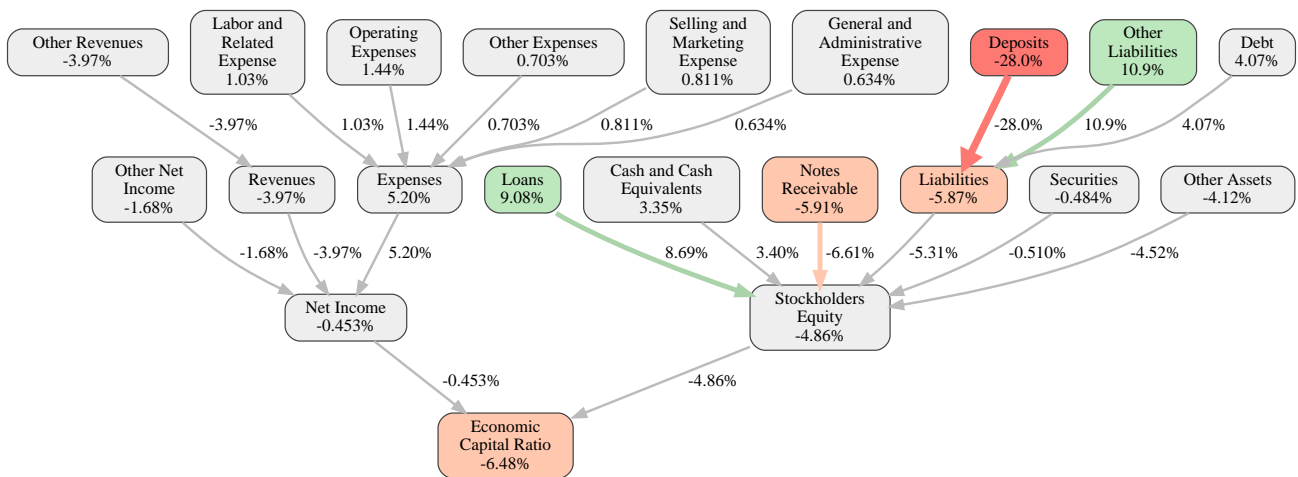 Other Revenues
-3.97%
Labor and
Related
Expense
1.03%
Operating
Expenses
1.44%
Other Expenses
0.703%
Selling and
Marketing
Expense
0.811%
General and
Administrative
Expense
0.634%
Deposits
-28.0%
Other
Liabilities
10.9%
Debt
4.07%
-3.97%
1.03%
1.44%
0.703%
0.811%
0.634%
-28.0%
10.9%
4.07%
Other Net
Income
-1.68%
Revenues
-3.97%
Expenses
5.20%
Loans
9.08%
Cash and Cash
Equivalents
3.35%
Notes
Receivable
-5.91%
Liabilities
-5.87%
Securities
-0.484%
Other Assets
-4.12%
-1.68%
-3.97%
5.20%
8.69%
3.40%
-6.61%
-5.31%
-0.510%
-4.52%
Net Income
-0.453%
Stockholders
Equity
-4.86%
-0.453%
-4.86%
Economic
Capital Ratio
-6.48%